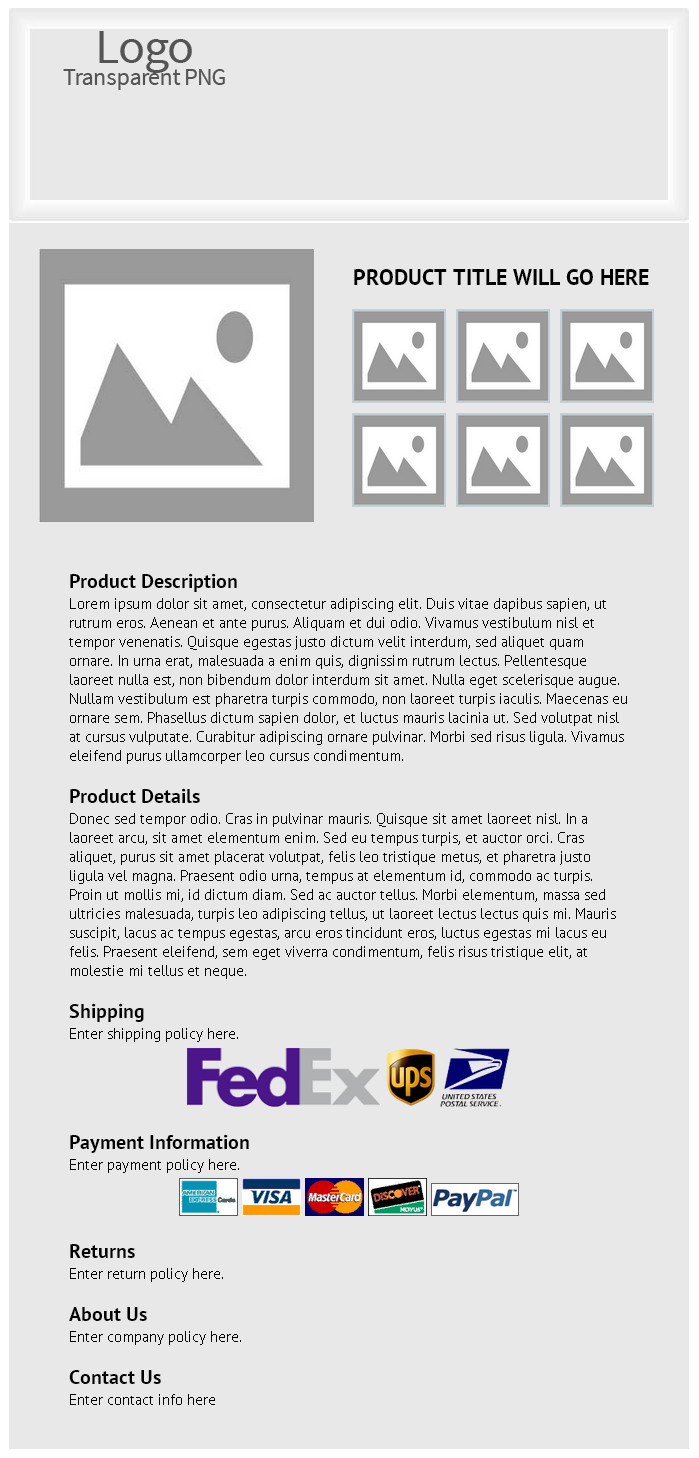 Logo
Transparent PNG
PRODUCT TITLE WILL GO HERE
Product Description
Lorem ipsum dolor sit amet, consectetur adipiscing elit. Duis vitae dapibus sapien, ut
rutrum eros. Aenean et ante purus. Aliquam et dui odio. Vivamus vestibulum nisl et
tempor venenatis. Quisque egestas justo dictum velit interdum, sed aliquet quam
ornare. In urna erat, malesuada a enim quis, dignissim rutrum lectus. Pellentesque
laoreet nulla est, non bibendum dolor interdum sit amet. Nulla eget scelerisque augue.
Nullam vestibulum est pharetra turpis commodo, non laoreet turpis iaculis. Maecenas eu
ornare sem. Phasellus dictum sapien dolor, et luctus mauris lacinia ut. Sed volutpat nisl
at cursus vulputate. Curabitur adipiscing ornare pulvinar. Morbi sed risus ligula. Vivamus
eleifend purus ullamcorper leo cursus condimentum.
Product Details
Donec sed tempor odio. Cras in pulvinar mauris. Quisque sit amet laoreet nisl. In a
laoreet arcu, sit amet elementum enim. Sed eu tempus turpis, et auctor orci. Cras
aliquet, purus sit amet placerat volutpat, felis leo tristique metus, et pharetra justo
ligula vel magna. Praesent odio urna, tempus at elementum id, commodo ac turpis.
Proin ut mollis mi, id dictum diam. Sed ac auctor tellus. Morbi elementum, massa sed
ultricies malesuada, turpis leo adipiscing tellus, ut laoreet lectus lectus quis mi. Mauris
suscipit, lacus ac tempus egestas, arcu eros tincidunt eros, luctus egestas mi lacus eu
felis. Praesent eleifend, sem eget viverra condimentum, felis risus tristique elit, at
molestie mi tellus et neque.
Shipping
Enter shipping policy here.
FedEx ups UNITED STATES
POSTAL SERVICE.
Payment Information
Enter payment policy here.
AMERICAN EXPRESS Cards VISA MasterCard DISCOVER NOVUS PayPal
Returns
Enter return policy here.
About Us
Enter company policy here.
Contact Us
Enter contact info here